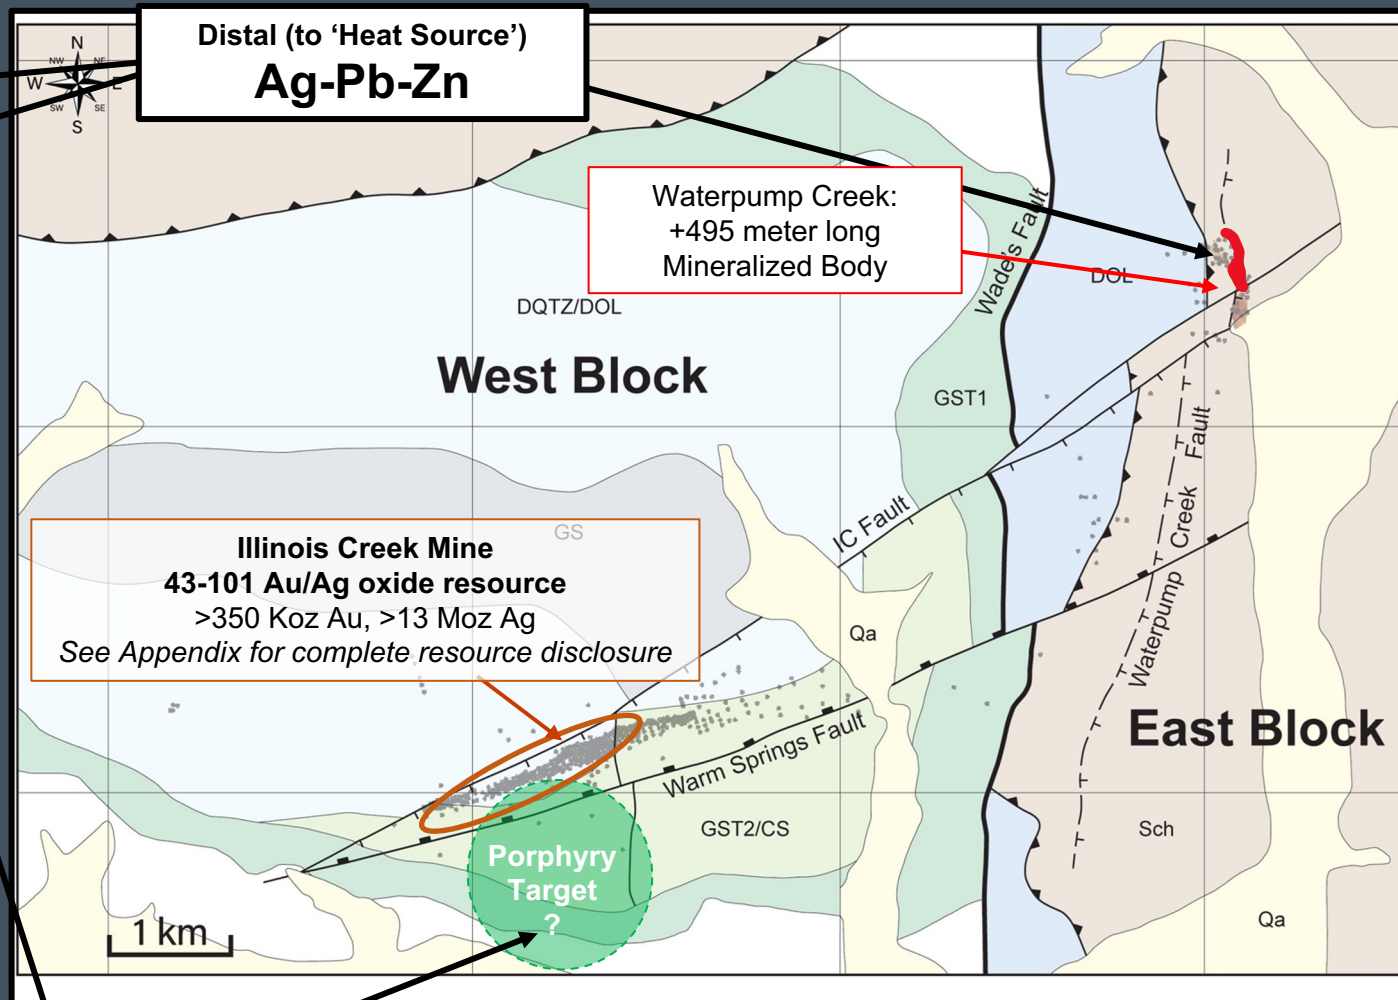 Distal (to ‘Heat Source’)
Ag-Pb-Zn
N
NW NE
W E
SW SE
S
Waterpump Creek:
+495 meter long
Mineralized Body
Wade's Fault
DOL
DQTZ/DOL
West Block
GST1
Waterpump Creek Fault
IC Fault
GS
Illinois Creek Mine
43-101 Au/Ag oxide resource
>350 Koz Au, >13 Moz Ag
See Appendix for complete resource disclosure
Qa
East Block
Warm Springs Fault
GST2/CS
Sch
Porphyry
Target
?
Qa
1 km